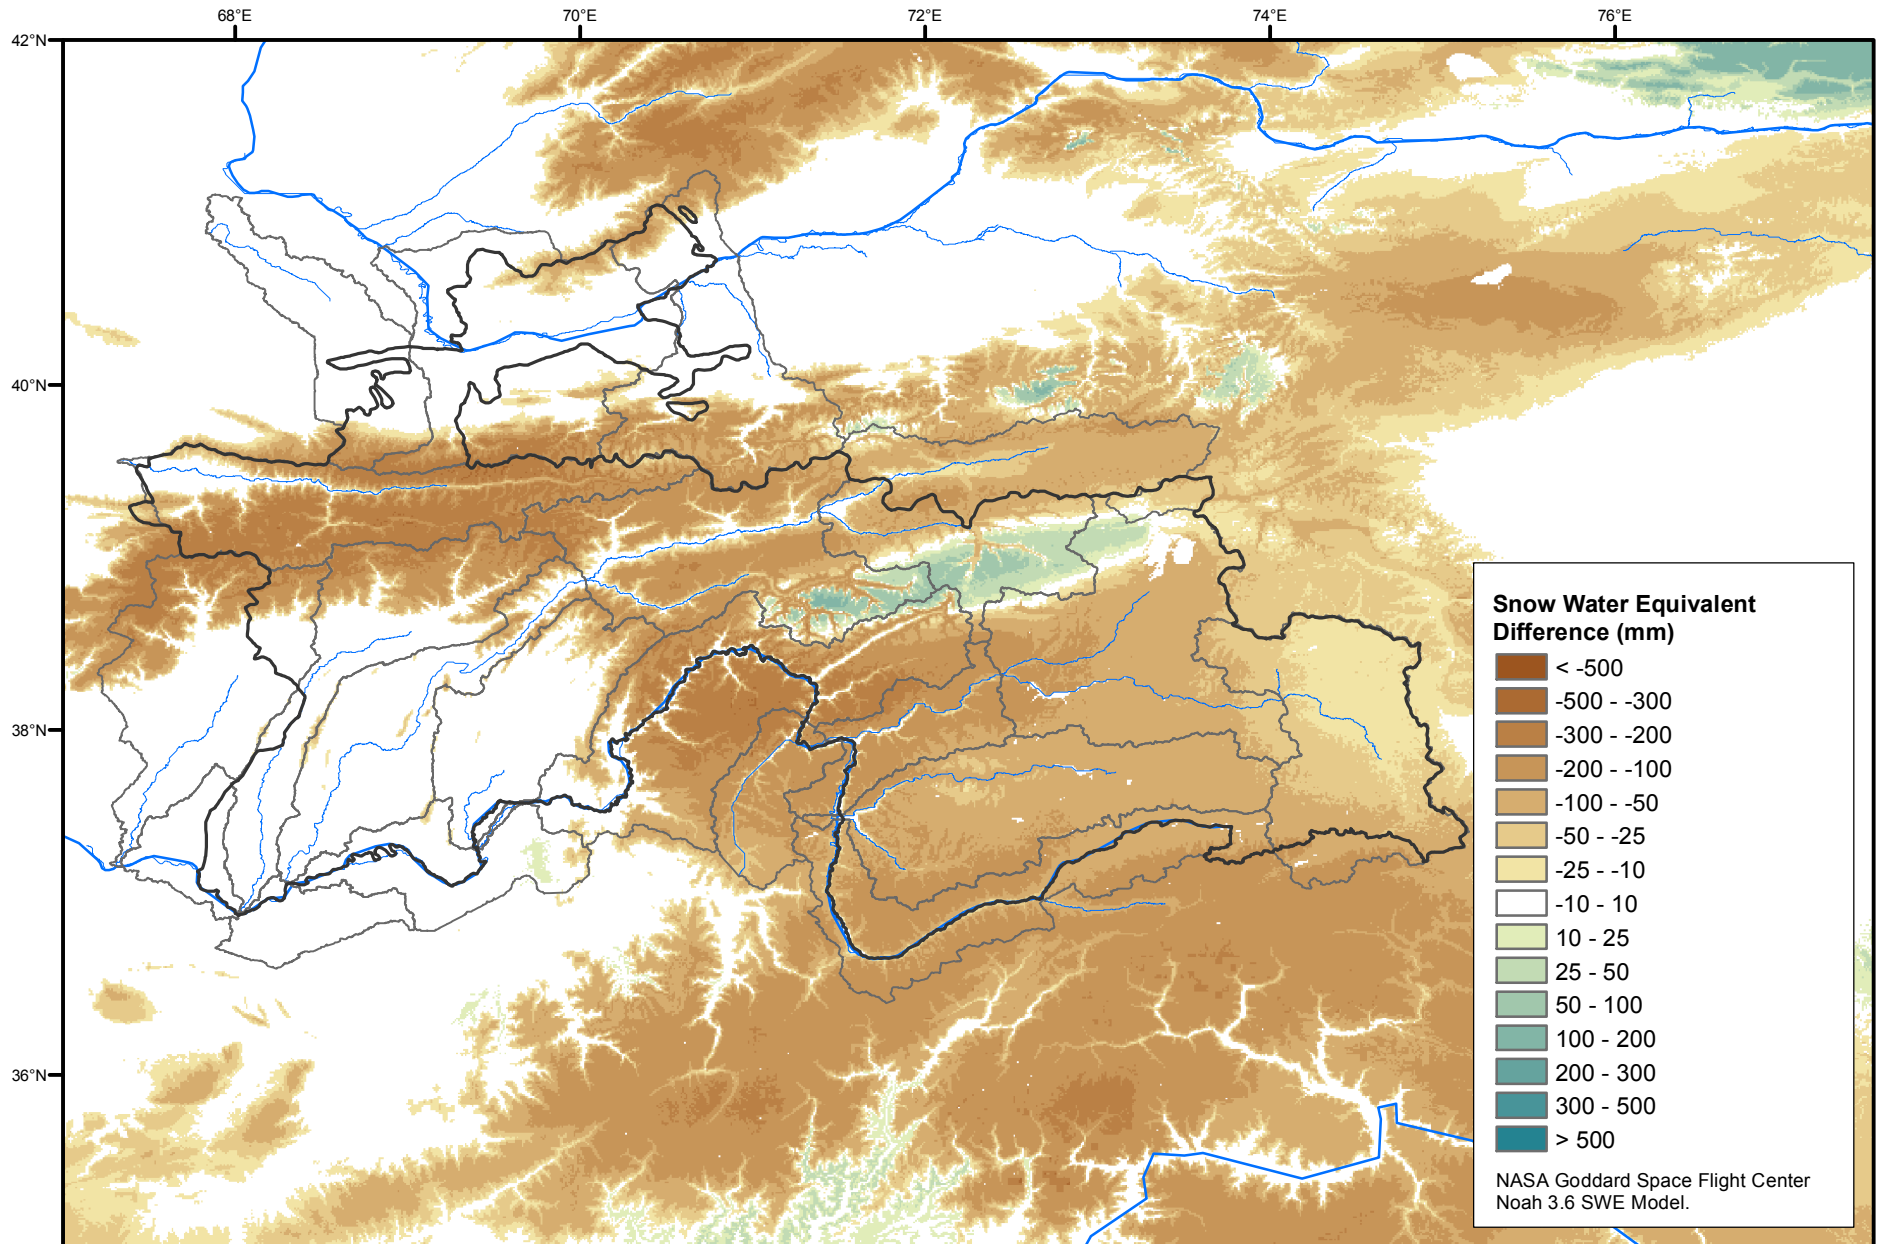 68°E
70°E
72°E
74°E
76°E
42°N
40°N
38°N
36°N
Snow Water Equivalent
Difference (mm)
< -500
-500 - -300
-300 - -200
-200 - -100
-100 - -50
-50 - -25
-25 - -10
-10 - 10
10 - 25
25 - 50
50 - 100
100 - 200
200 - 300
300 - 500
> 500
NASA Goddard Space Flight Center
Noah 3.6 SWE Model.